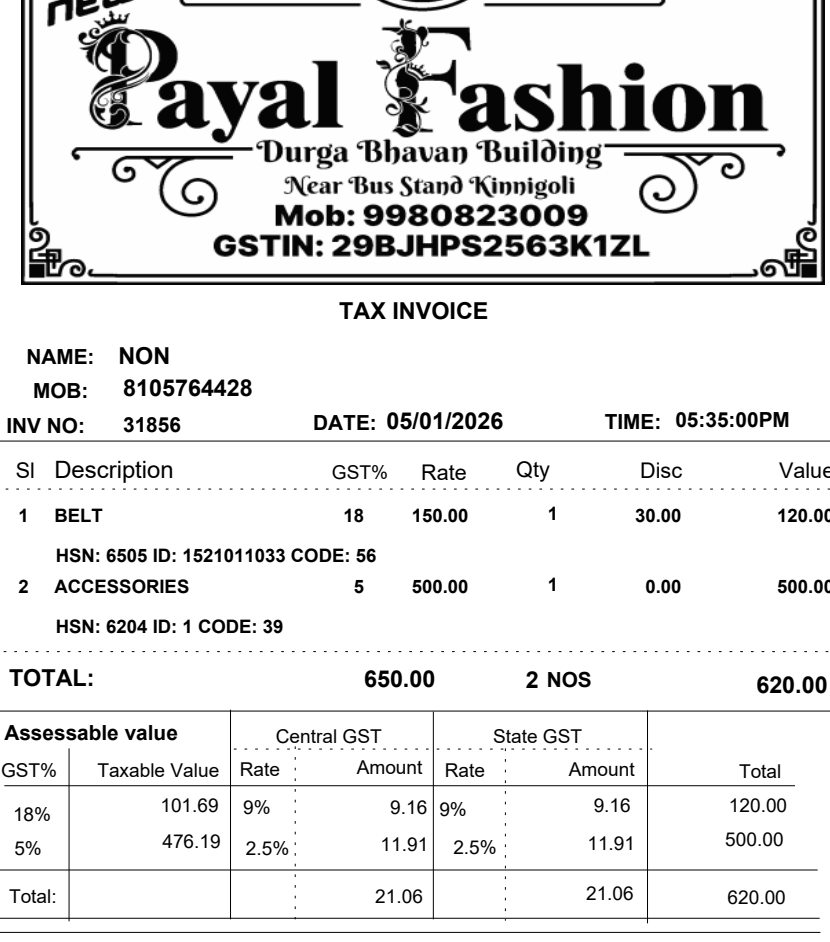 new
Payal Fashion
Durga Bhavan Building
Near Bus Stand Kinnigoli
Mob: 9980823009
GSTIN: 29BJHPS2563K1ZL
TAX INVOICE
NAME: NON
MOB: 8105764428
INV NO: 31856 DATE: 05/01/2026 TIME: 05:35:00PM
Sl Description GST% Rate Qty Disc Value
1 BELT 18 150.00 1 30.00 120.00
HSN: 6505 ID: 1521011033 CODE: 56
2 ACCESSORIES 5 500.00 1 0.00 500.00
HSN: 6204 ID: 1 CODE: 39
TOTAL: 650.00 2 NOS 620.00
Assessable value Central GST State GST
GST% Taxable Value Rate Amount Rate Amount Total
18% 101.69 9% 9.16 9% 9.16 120.00
5% 476.19 2.5% 11.91 2.5% 11.91 500.00
Total: 21.06 21.06 620.00